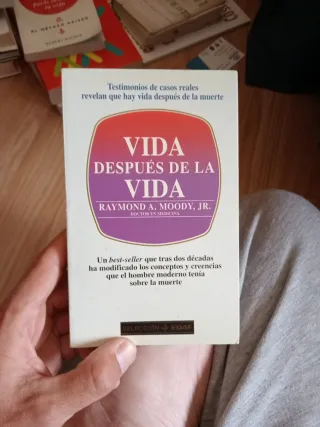 Testimonios de casos reales
revelan que hay vida después de la muerte
VIDA
DESPUÉS DE LA
VIDA
RAYMOND A. MOODY, JR.
DOCTOR EN MEDICINA
Un best-seller que tras dos décadas
ha modificado los conceptos y creencias
que el hombre moderno tenía
sobre la muerte
COLECCIÓN EDAF